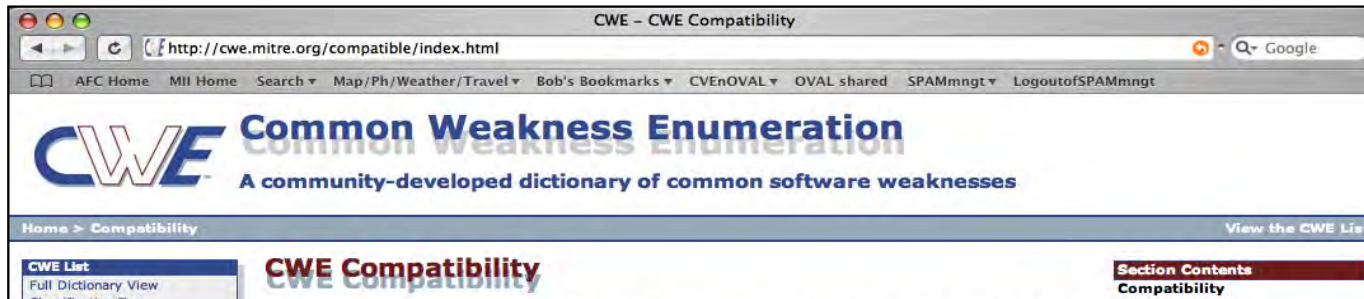 CWE – CWE Compatibility
http://cwe.mitre.org/compatible/index.html
Google
AFC Home MII Home Search Map/Ph/Weather/Travel Bob's Bookmarks CVEnOVAL OVAL shared SPAMmngt LogoutofSPAMmngt
CWE
Common Weakness Enumeration
A community-developed dictionary of common software weaknesses
Home > Compatibility
View the CWE Lis
CWE List
Full Dictionary View
CWE Compatibility
Section Contents
Compatibility